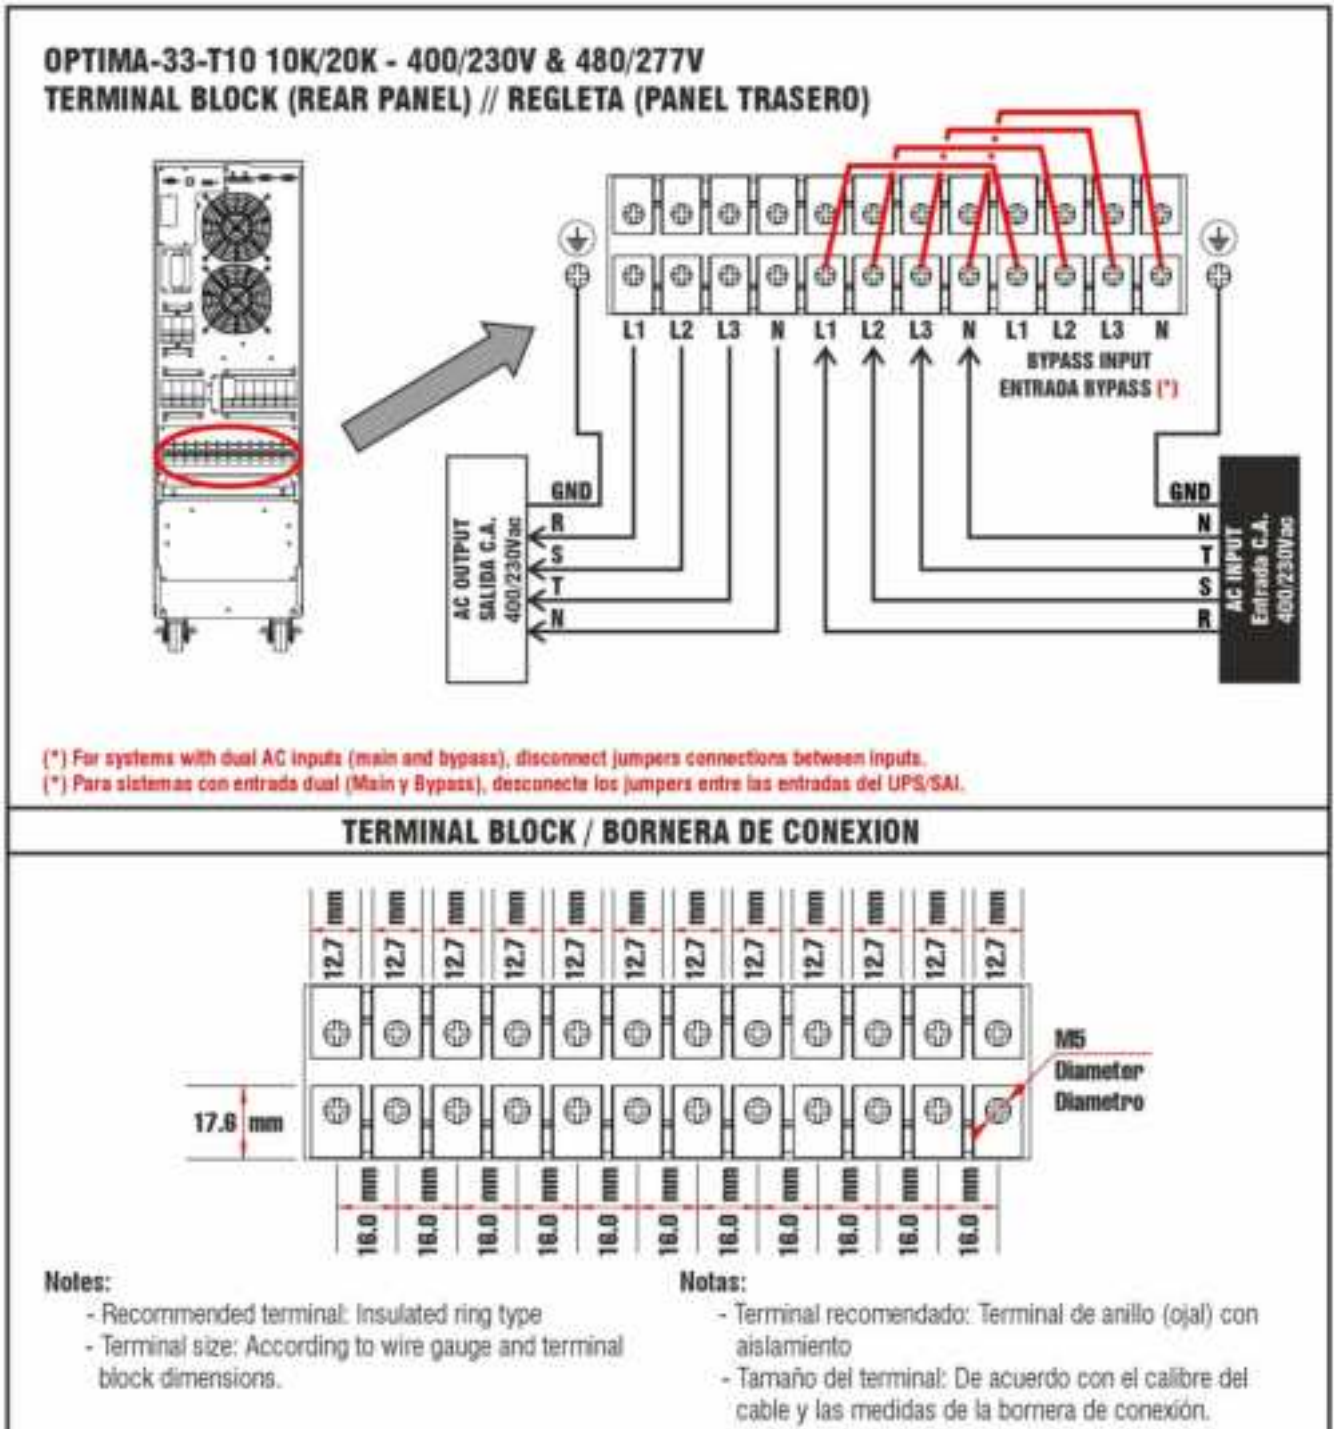 OPTIMA-33-T10 10K/20K - 400/230V & 480/277V
TERMINAL BLOCK (REAR PANEL) // REGLETA (PANEL TRASERO)
L1 L2 L3 N L1 L2 L3 N L1 L2 L3 N
BYPASS INPUT
ENTRADA BYPASS (*)
AC OUTPUT
SALIDA C.A.
400/230Vac
GND
R
S
T
N
GND
N
T
S
R
AC INPUT
Entrada C.A.
400/230Vac
(*) For systems with dual AC inputs (main and bypass), disconnect jumpers connections between inputs.
(*) Para sistemas con entrada dual (Main y Bypass), desconecte los jumpers entre las entradas del UPS/SAI.
TERMINAL BLOCK / BORNERA DE CONEXION
12.7 mm 12.7 mm 12.7 mm 12.7 mm 12.7 mm 12.7 mm 12.7 mm 12.7 mm 12.7 mm 12.7 mm 12.7 mm 12.7 mm
M5
Diameter
Diametro
17.6 mm
16.0 mm 16.0 mm 16.0 mm 16.0 mm 16.0 mm 16.0 mm 16.0 mm 16.0 mm 16.0 mm 16.0 mm 16.0 mm
Notes:
- Recommended terminal: Insulated ring type
- Terminal size: According to wire gauge and terminal
block dimensions.
Notas:
- Terminal recomendado: Terminal de anillo (ojal) con
aislamiento
- Tamaño del terminal: De acuerdo con el calibre del
cable y las medidas de la bornera de conexión.